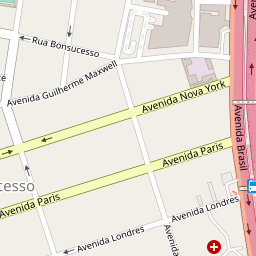 Rua Bonsucesso
Avenida Guilherme Maxwell
Avenida Nova York
Avenida Brasil
Avenida Paris
cesso
Avenida Paris
Avenida Londres
Avenida Londres
Avenida